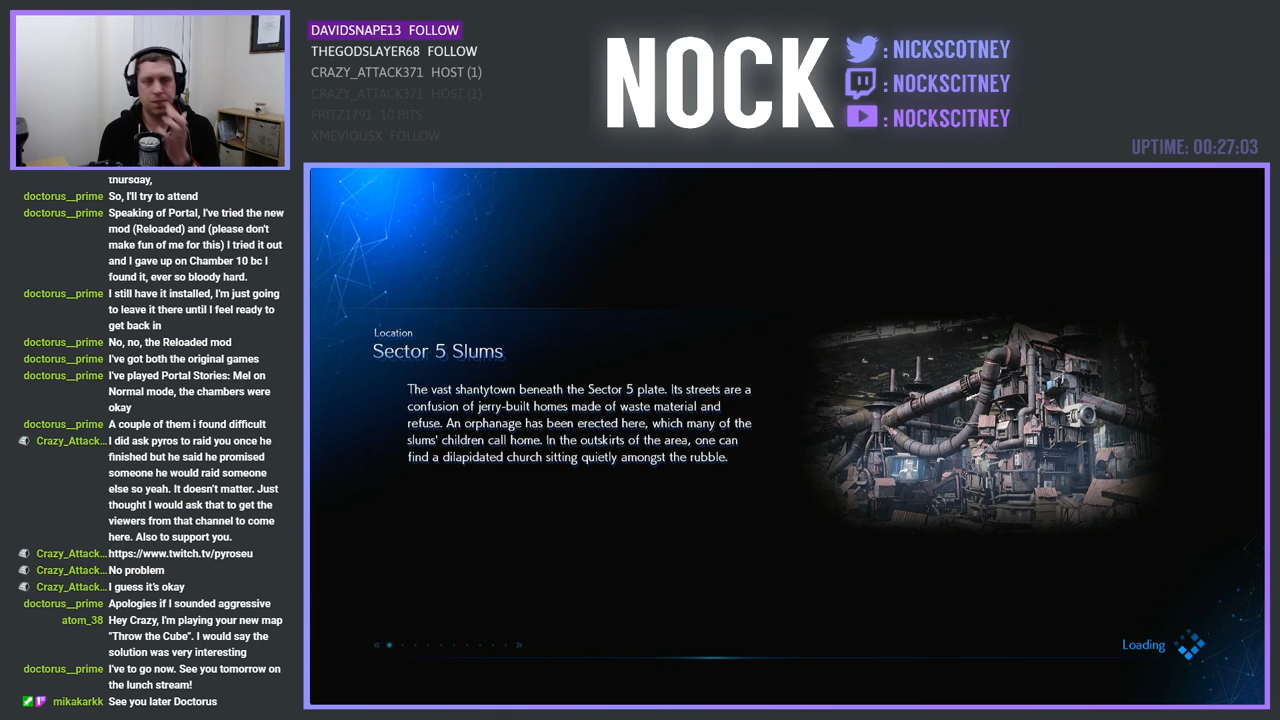 DAVIDSNAPE13 FOLLOW
THEGODSLAYER68 FOLLOW
CRAZY_ATTACK371 HOST (1)
CRAZY_ATTACK371 HOST (1)
FRITZ1791 10 BITS
XMEVIOUSX FOLLOW
NOCK
: NICKSCOTNEY
: NOCKSCITNEY
: NOCKSCITNEY
UPTIME: 00:27:03
thursday,
doctorus__prime So, I'll try to attend
doctorus__prime Speaking of Portal, I've tried the new
mod (Reloaded) and (please don't
make fun of me for this) I tried it out
and I gave up on Chamber 10 bc I
found it, ever so bloody hard.
doctorus__prime I still have it installed, I'm just going
to leave it there until I feel ready to
get back in
doctorus__prime No, no, the Reloaded mod
doctorus__prime I've got both the original games
doctorus__prime I've played Portal Stories: Mel on
Normal mode, the chambers were
okay
doctorus__prime A couple of them i found difficult
Crazy_Attack... I did ask pyros to raid you once he
finished but he said he promised
someone he would raid someone
else so yeah. It doesn't matter. Just
thought I would ask that to get the
viewers from that channel to come
here. Also to support you.
Crazy_Attack... https://www.twitch.tv/pyroseu
Crazy_Attack... No problem
Crazy_Attack... I guess it's okay
doctorus__prime Apologies if I sounded aggressive
atom_38 Hey Crazy, I'm playing your new map
"Throw the Cube". I would say the
solution was very interesting
doctorus__prime I've to go now. See you tomorrow on
the lunch stream!
mikakarkk See you later Doctorus
Location
Sector 5 Slums
The vast shantytown beneath the Sector 5 plate. Its streets are a
confusion of jerry-built homes made of waste material and
refuse. An orphanage has been erected here, which many of the
slums' children call home. In the outskirts of the area, one can
find a dilapidated church sitting quietly amongst the rubble.
Loading